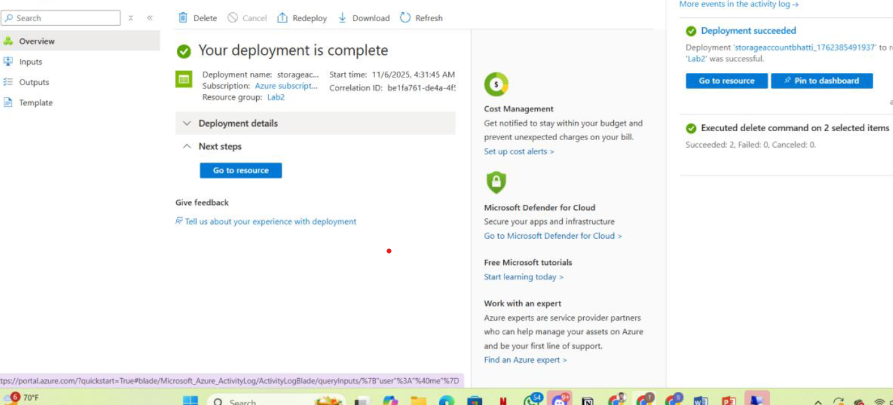 Search
Overview
Inputs
Outputs
Template
Delete
Cancel
Redeploy
Download
Refresh
Your deployment is complete
Deployment name: storageac...
Subscription: Azure subscript...
Resource group: Lab2
Start time: 11/6/2025, 4:31:45 AM
Correlation ID: be1fa761-de4a-4f5
Deployment details
Next steps
Go to resource
Give feedback
Tell us about your experience with deployment
Cost Management
Get notified to stay within your budget and
prevent unexpected charges on your bill.
Set up cost alerts >
Microsoft Defender for Cloud
Secure your apps and infrastructure
Go to Microsoft Defender for Cloud >
Free Microsoft tutorials
Start learning today >
Work with an expert
Azure experts are service provider partners
who can help manage your assets on Azure
and be your first line of support.
Find an Azure expert >
More events in the activity log →
Deployment succeeded
Deployment 'storageaccountbhatti_1762385491937' to r
'Lab2' was successful.
Go to resource
Pin to dashboard
Executed delete command on 2 selected items
Succeeded: 2, Failed: 0, Canceled: 0.
tps://portal.azure.com/?quickstart=True#blade/Microsoft_Azure_ActivityLog/ActivityLogBlade/queryInputs/%7B"user"%3A"%40me"%7D
6
70°F
Search
54
9+